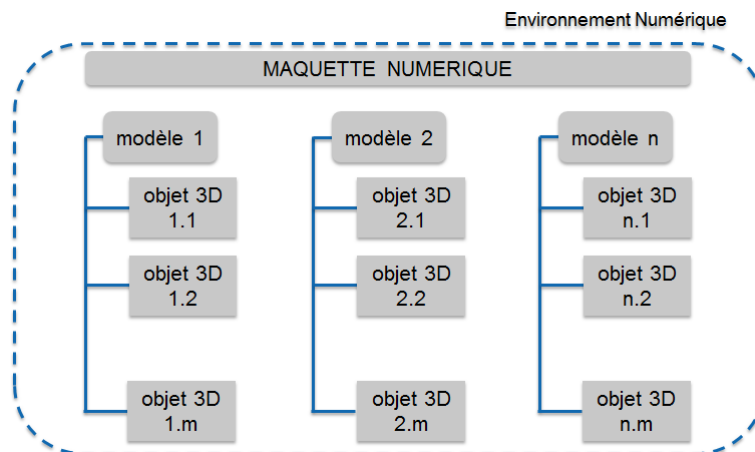 Environnement Numérique
MAQUETTE NUMERIQUE
modèle 1
modèle 2
modèle n
objet 3D
1.1
objet 3D
2.1
objet 3D
n.1
objet 3D
1.2
objet 3D
2.2
objet 3D
n.2
objet 3D
1.m
objet 3D
2.m
objet 3D
n.m